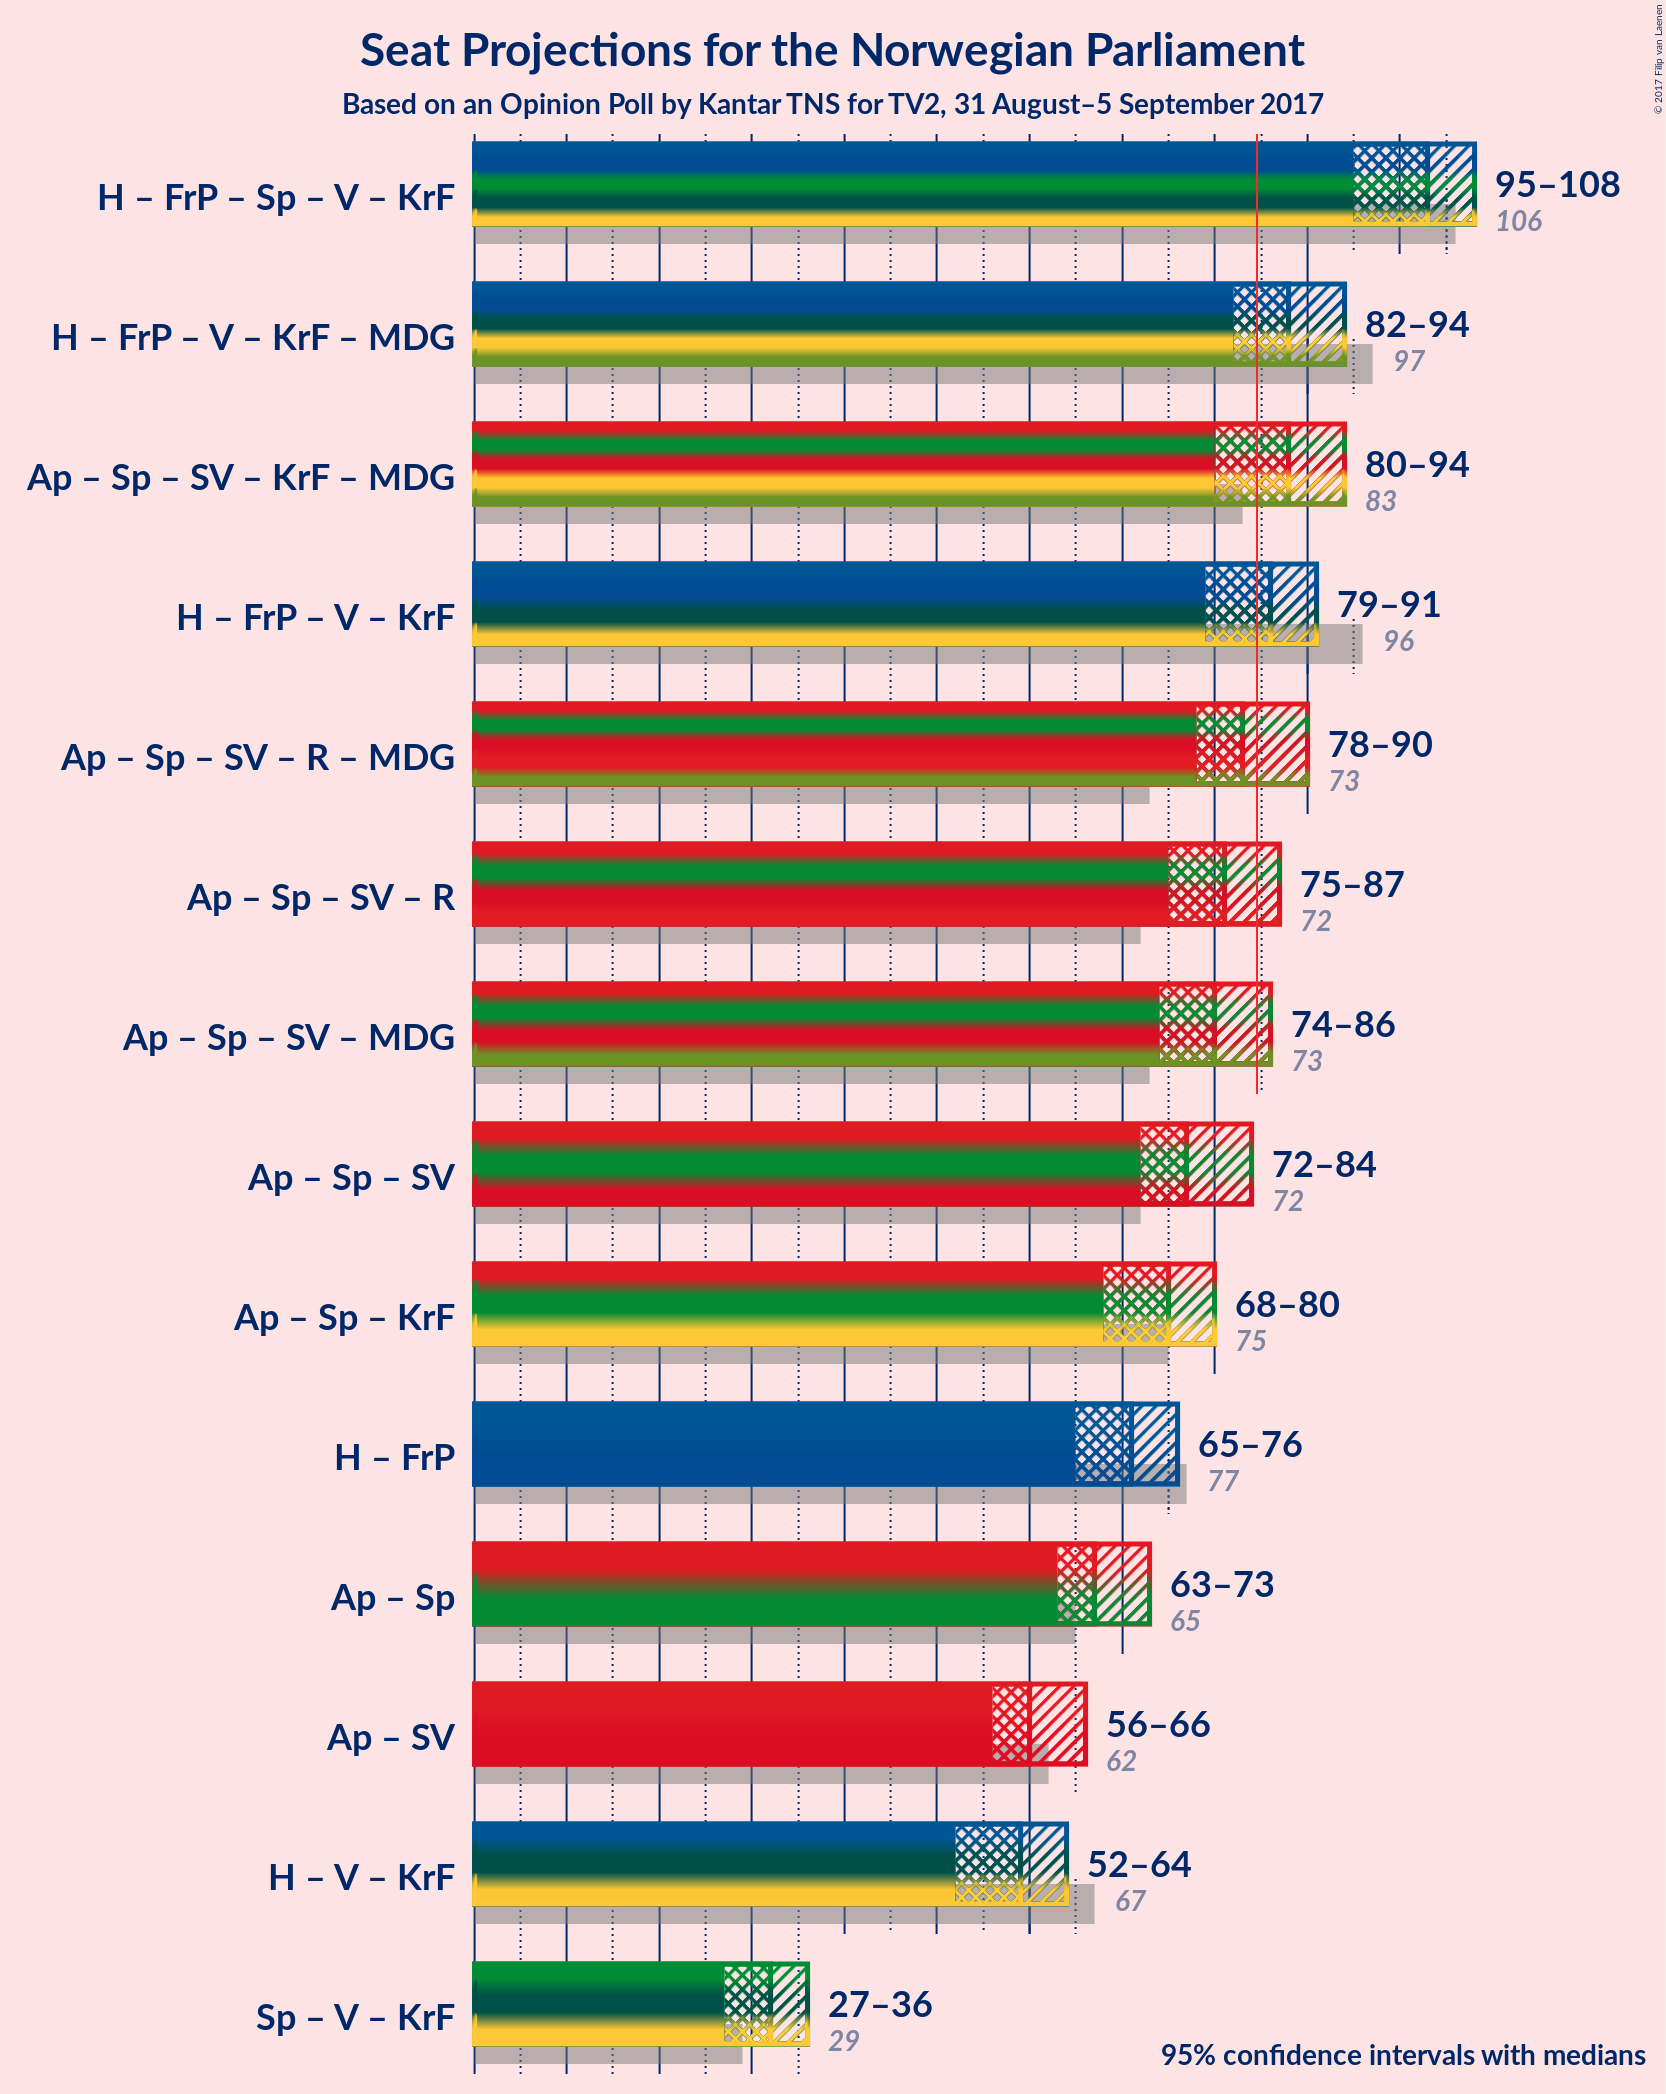 Seat Projections for the Norwegian Parliament
Based on an Opinion Poll by Kantar TNS for TV2, 31 August–5 September 2017
© 2017 Filip van Laenen
H – FrP – Sp – V – KrF
95–108
106
H – FrP – V – KrF – MDG
82–94
97
Ap – Sp – SV – KrF – MDG
80–94
83
H – FrP – V – KrF
79–91
96
Ap – Sp – SV – R – MDG
78–90
73
Ap – Sp – SV – R
75–87
72
Ap – Sp – SV – MDG
74–86
73
Ap – Sp – SV
72–84
72
Ap – Sp – KrF
68–80
75
H – FrP
65–76
77
Ap – Sp
63–73
65
Ap – SV
56–66
62
H – V – KrF
52–64
67
Sp – V – KrF
27–36
29
95% confidence intervals with medians